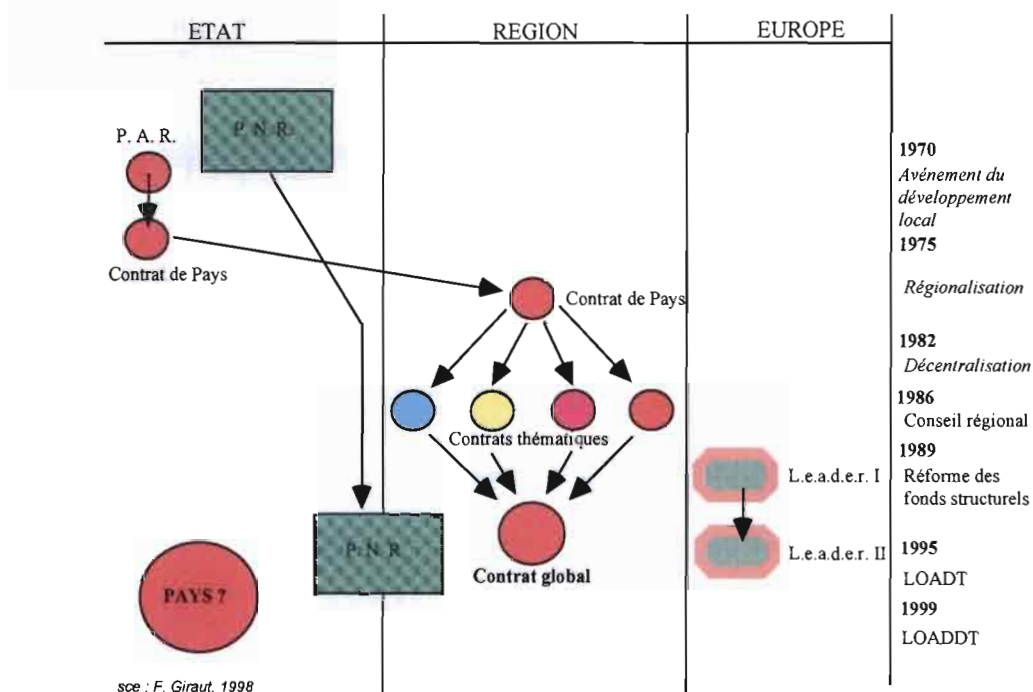 ETAT
REGION
EUROPE
P. N. R.
P. A. R.
Contrat de Pays
Contrat de Pays
Contrats thématiques
Contrat global
P. N. R.
PAYS ?
L.e.a.d.e.r. I
L.e.a.d.e.r. II
1970
Avénement du
développement
local
1975
Régionalisation
1982
Décentralisation
1986
Conseil régional
1989
Réforme des
fonds structurels
1995
LOADT
1999
LOADDT
sce : F. Giraut, 1998